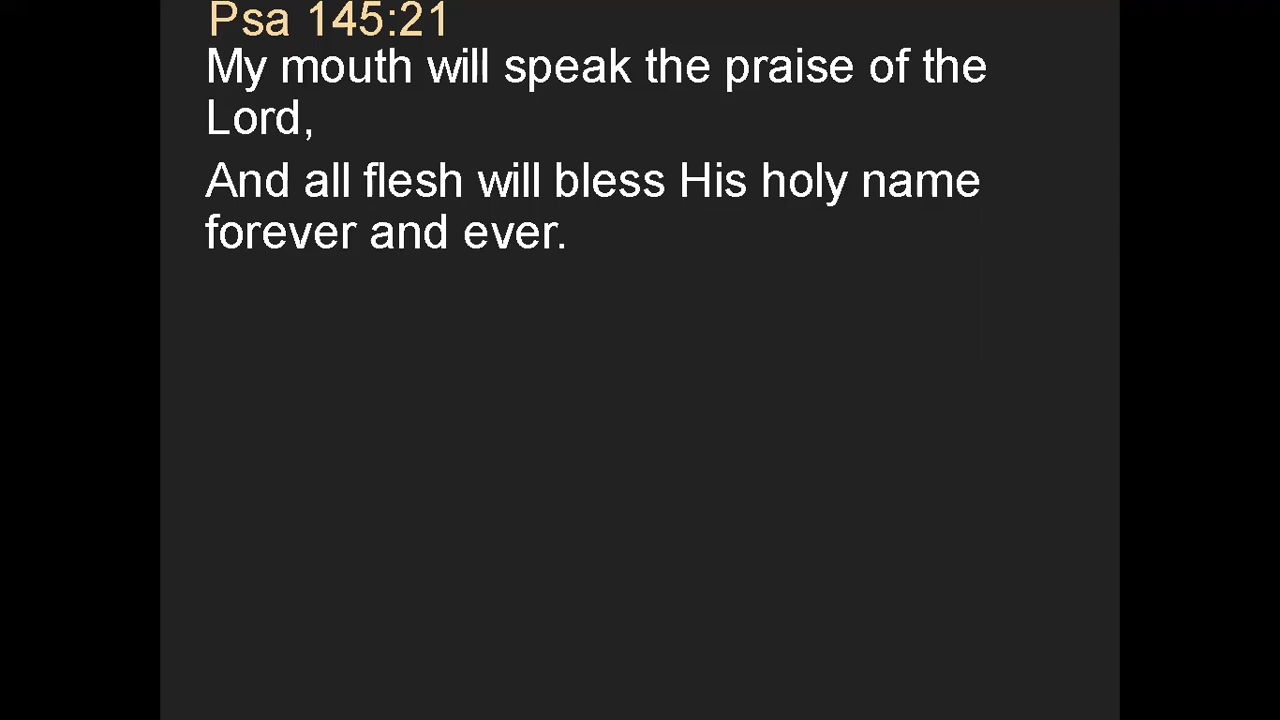 Psa 145:21
My mouth will speak the praise of the
Lord,
And all flesh will bless His holy name
forever and ever.